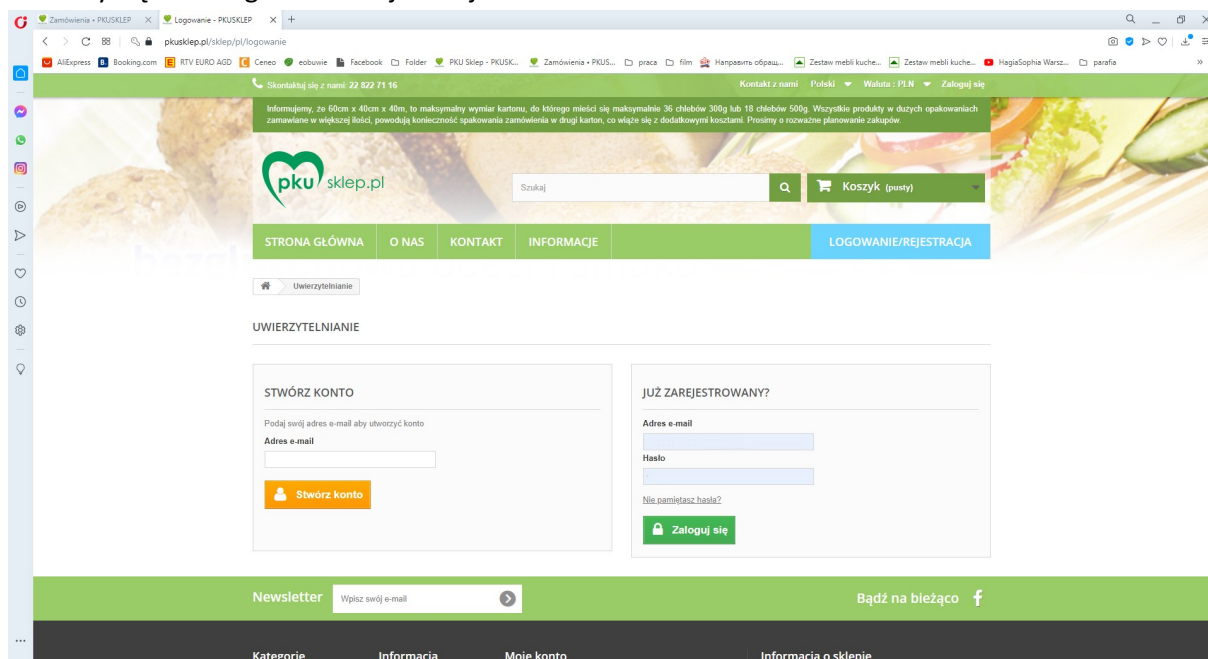 Zamówienia • PKUSKLEP
Logowanie - PKUSKLEP
pkusklep.pl/sklep/pl/logowanie
AliExpress
Booking.com
RTV EURO AGD
Ceneo
eobuwie
Facebook
Folder
PKU Sklep - PKUSK...
Zamówienia • PKUS...
praca
film
Направить обращ...
Zestaw mebli kuche...
Zestaw mebli kuche...
HagiaSophia Warsz...
parafia
»
Skontaktuj się z nami: 22 822 71 16
Kontakt z nami
Polski
Waluta : PLN
Zaloguj się
Informujemy, że 60cm x 40cm x 40m, to maksymalny wymiar kartonu, do którego mieści się maksymalnie 36 chlebów 300g lub 18 chlebów 500g. Wszystkie produkty w dużych opakowaniach
zamawiane w większej ilości, powodują konieczność spakowania zamówienia w drugi karton, co wiąże się z dodatkowymi kosztami. Prosimy o rozważne planowanie zakupów.
pku sklep.pl
Szukaj
Koszyk (pusty)
STRONA GŁÓWNA
O NAS
KONTAKT
INFORMACJE
LOGOWANIE/REJESTRACJA
Uwierzytelnianie
UWIERZYTELNIANIE
STWÓRZ KONTO
Podaj swój adres e-mail aby utworzyć konto
Adres e-mail
Stwórz konto
JUŻ ZAREJESTROWANY?
Adres e-mail
Hasło
Nie pamiętasz hasła?
Zaloguj się
Newsletter
Wpisz swój e-mail
Bądź na bieżąco
Kategorie
Informacja
Moje konto
Informacja o sklepie